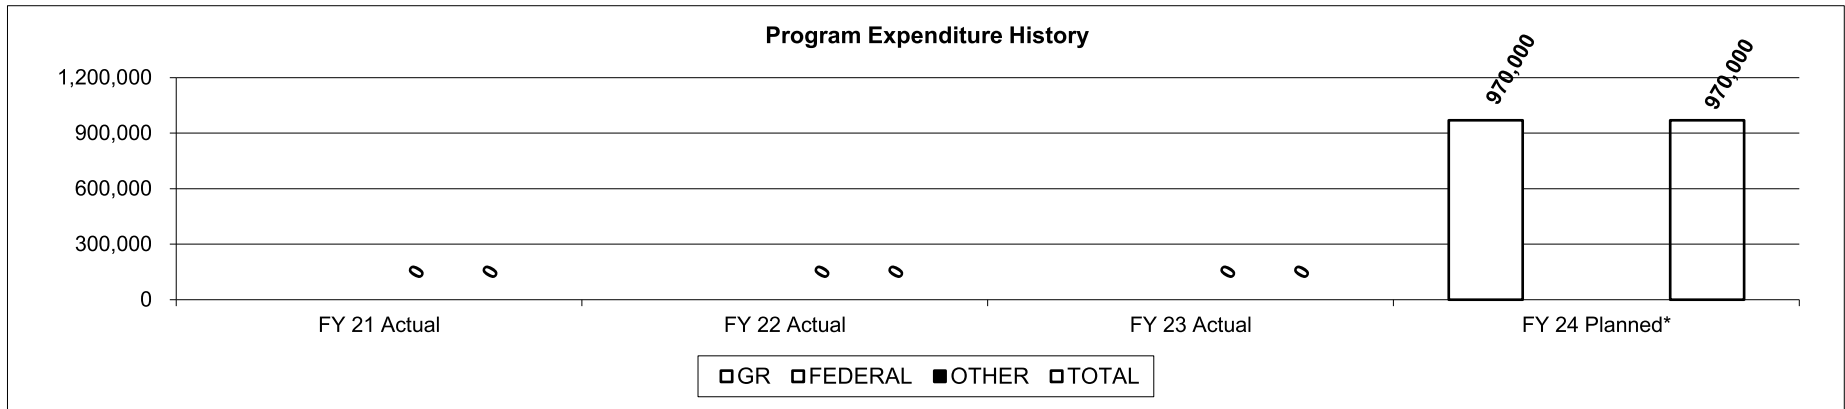 Program Expenditure History
970,000 970,000
1,200,000
900,000
600,000
300,000
0 0 0 0 0 0
0
FY 21 Actual FY 22 Actual FY 23 Actual FY 24 Planned*
GR FEDERAL OTHER TOTAL